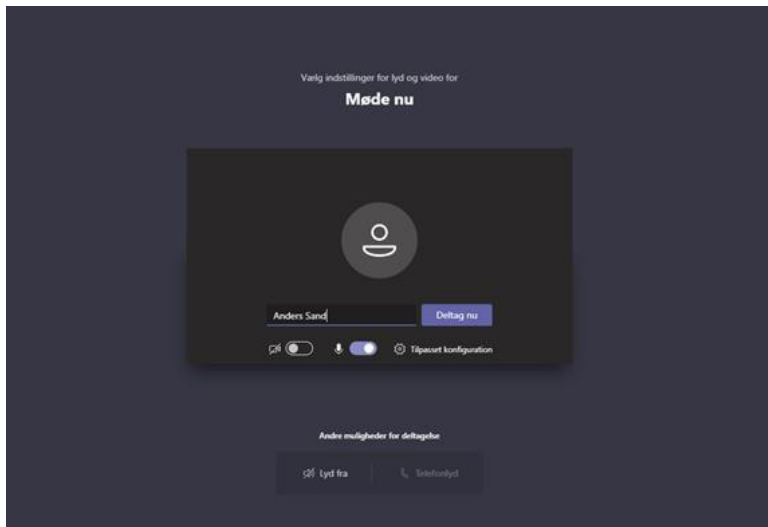 Vælg indstillinger for lyd og video for
Møde nu
Anders Sand
Deltag nu
Tilpasset konfiguration
Andre muligheder for deltagelse
Lyd fra
Telefonlyd